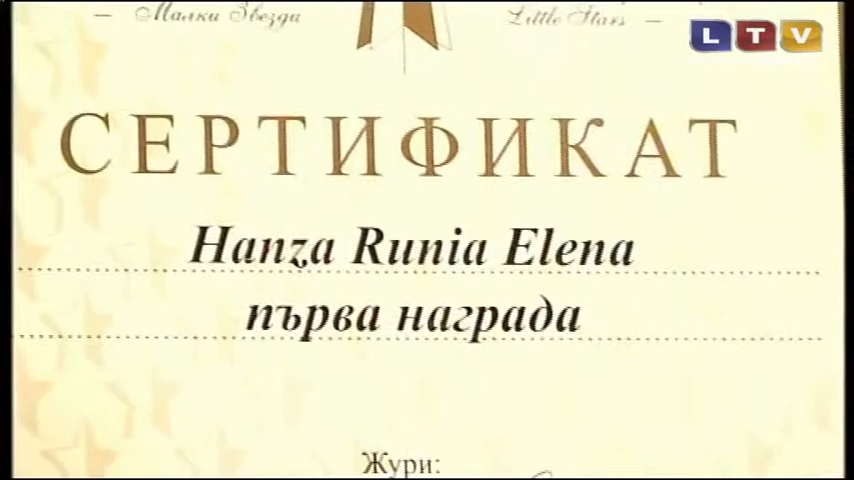 — Малки Звезди
Little Stars —
LTV
СЕРТИФИКАТ
Hanza Runia Elena
първа награда
Жури: